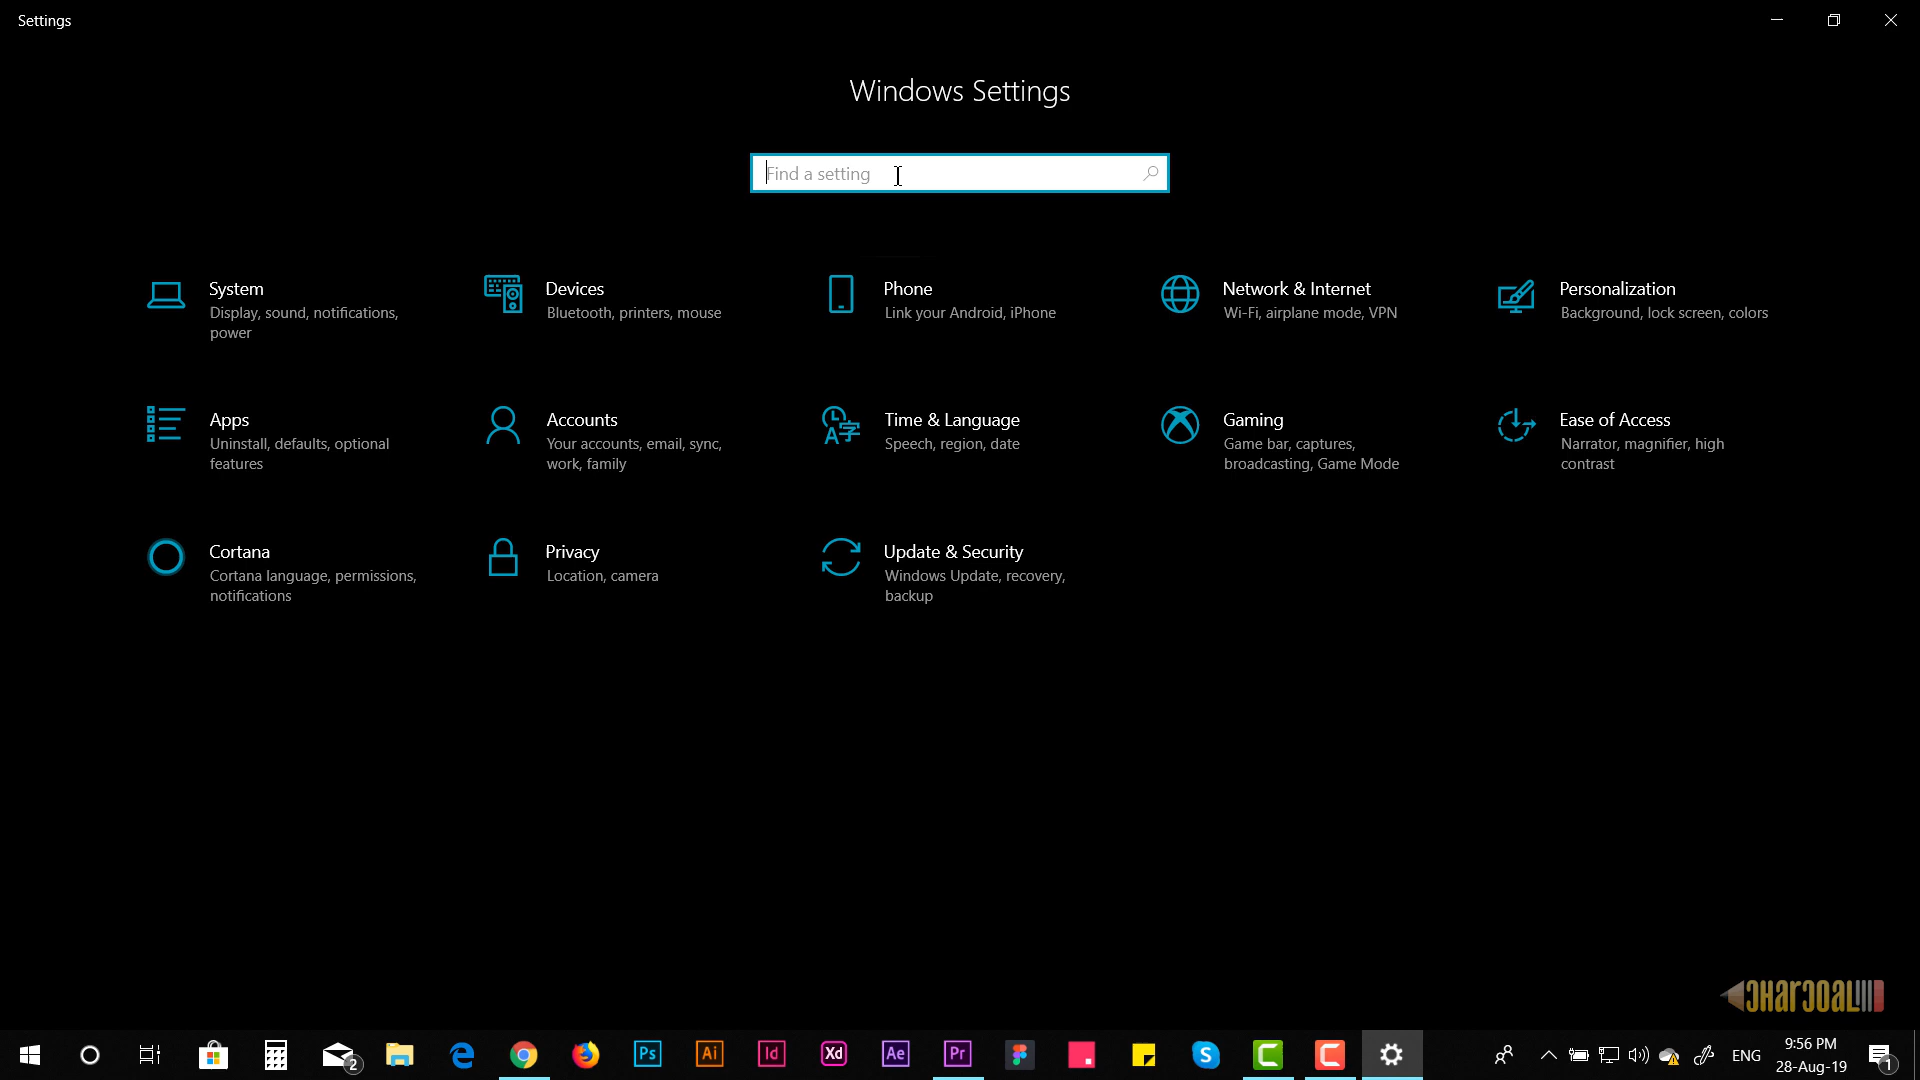 Settings
Windows Settings
Find a setting
System
Display, sound, notifications,
power
Devices
Bluetooth, printers, mouse
Phone
Link your Android, iPhone
Network & Internet
Wi-Fi, airplane mode, VPN
Personalization
Background, lock screen, colors
Apps
Uninstall, defaults, optional
features
Accounts
Your accounts, email, sync,
work, family
Time & Language
Speech, region, date
Gaming
Game bar, captures,
broadcasting, Game Mode
Ease of Access
Narrator, magnifier, high
contrast
Cortana
Cortana language, permissions,
notifications
Privacy
Location, camera
Update & Security
Windows Update, recovery,
backup
CHARCOAL
2
Ps
Ai
Id
Xd
Ae
Pr
ENG
9:56 PM
28-Aug-19
1